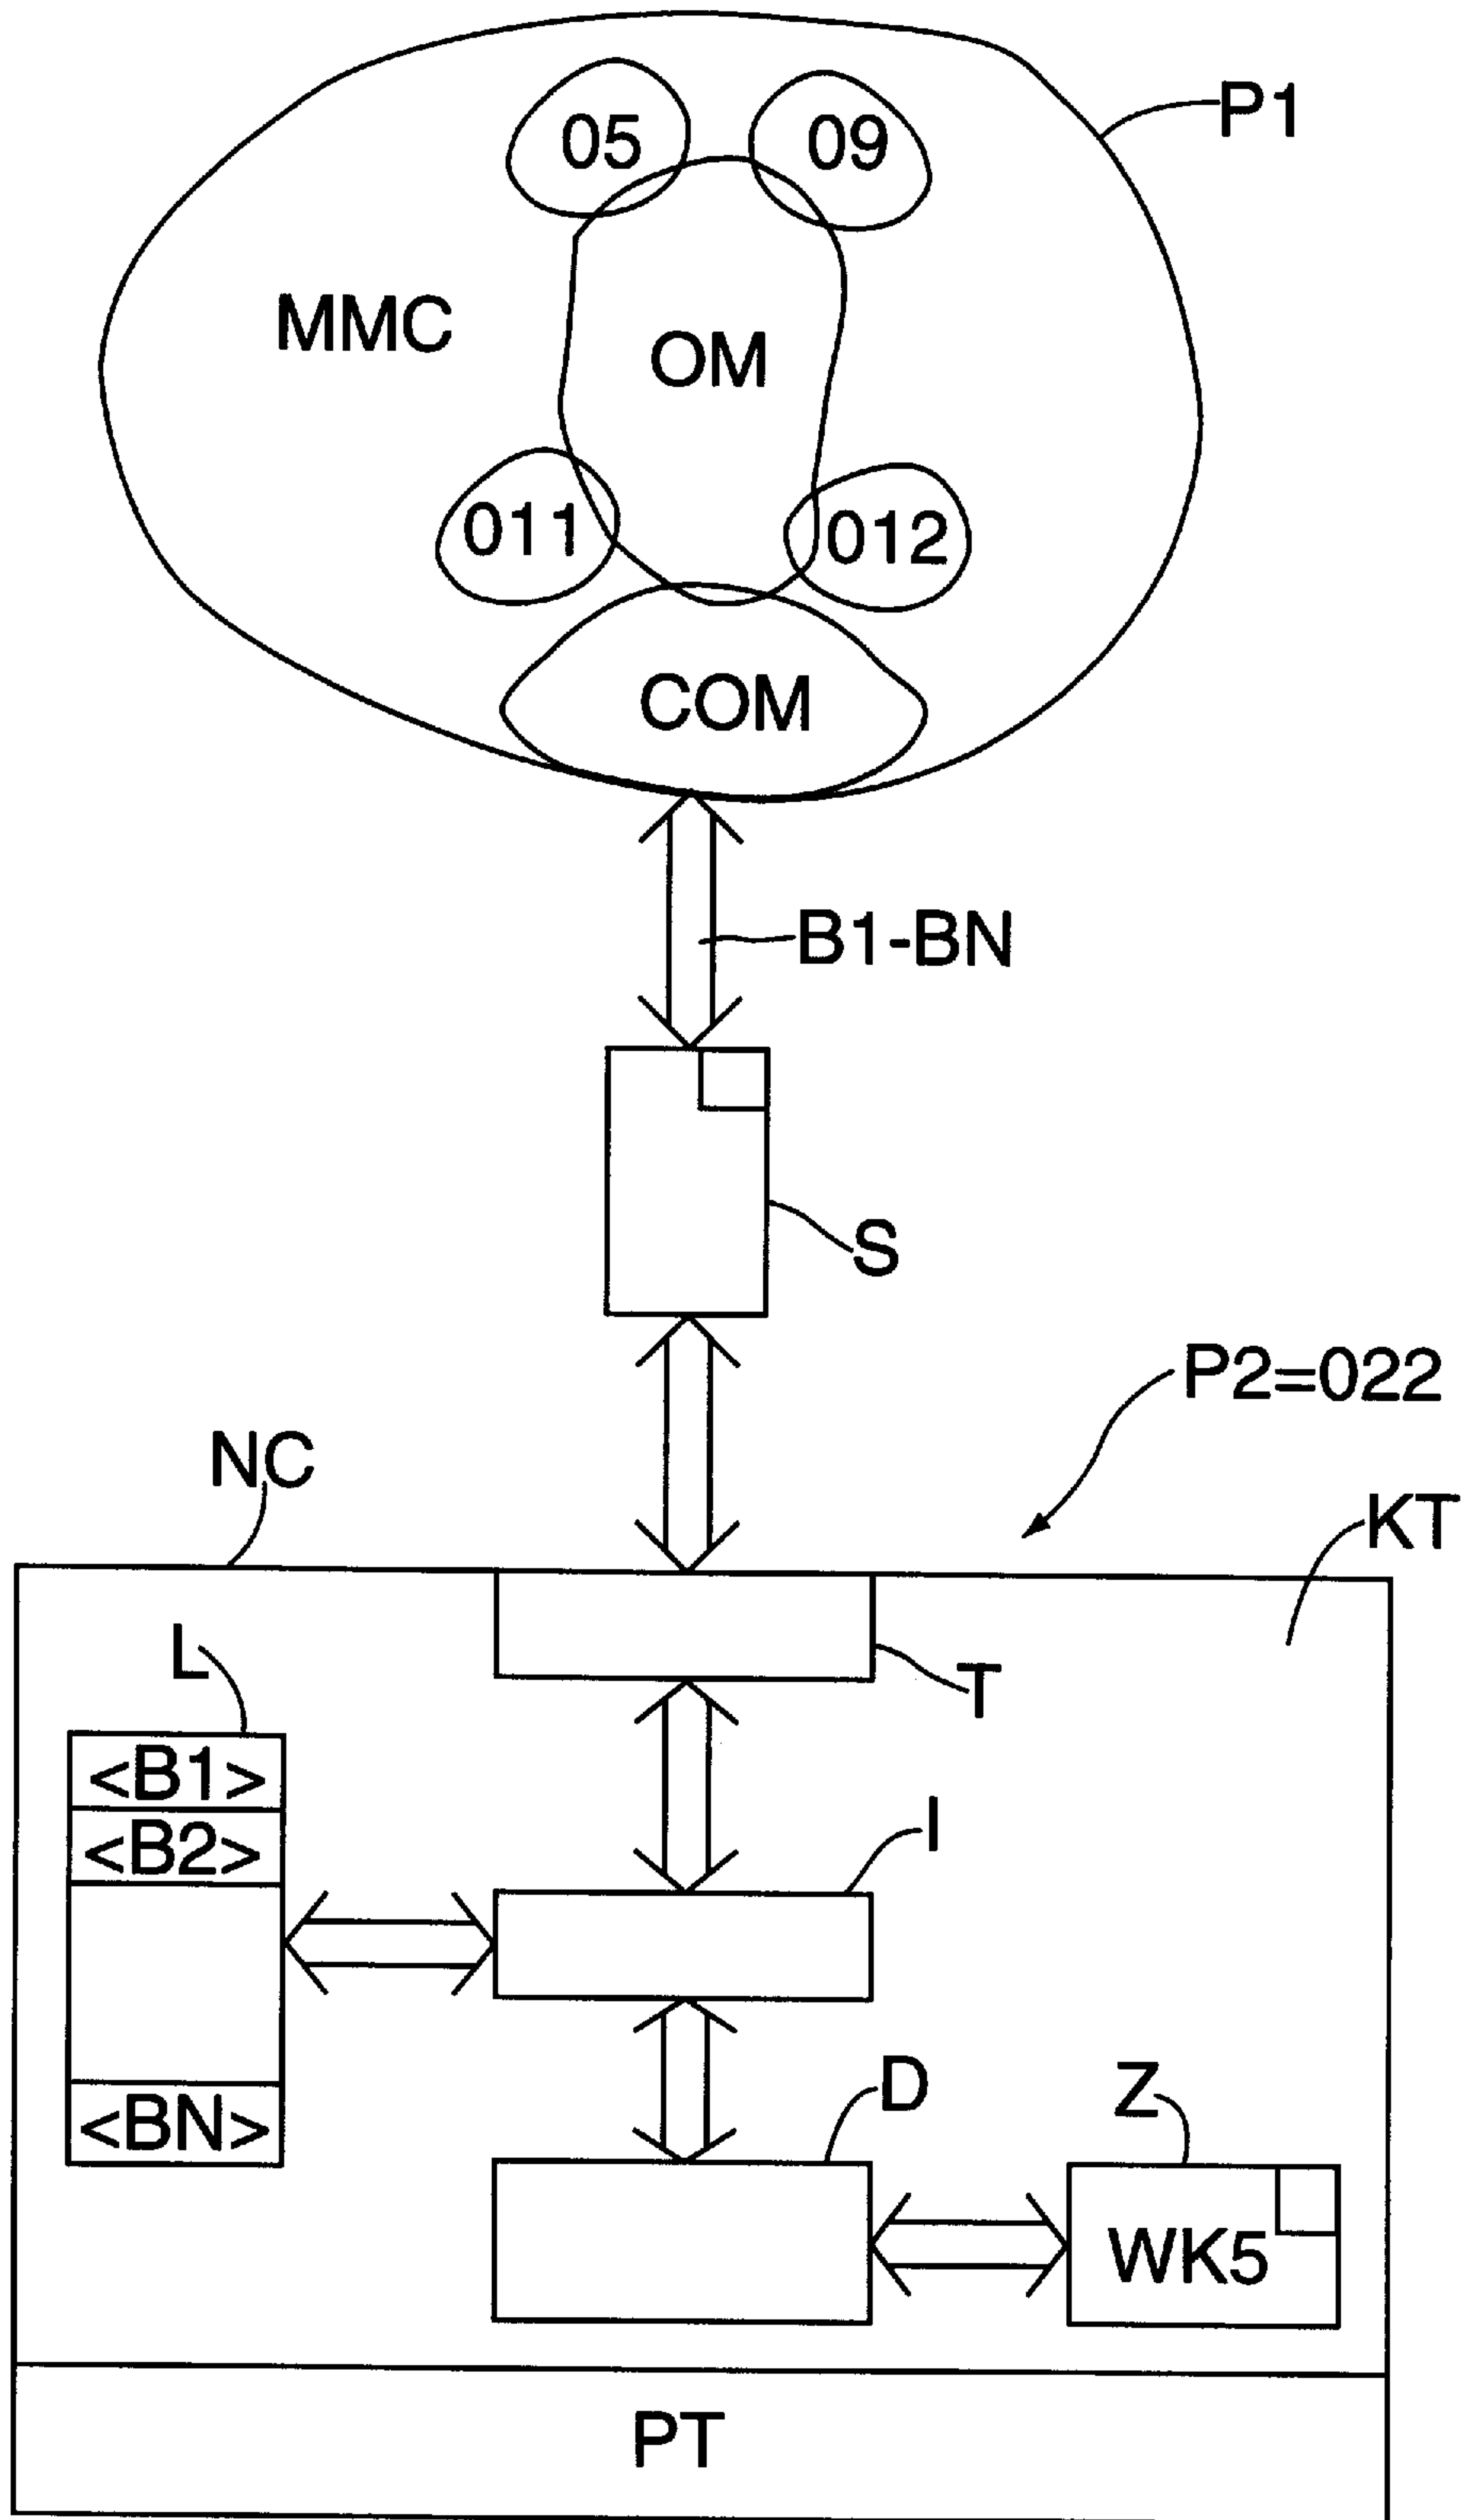 P1
05
09
MMC
OM
011
012
COM
B1-BN
S
P2=022
NC
KT
L
T
<B1>
I
<B2>
D
Z
<BN>
WK5
PT